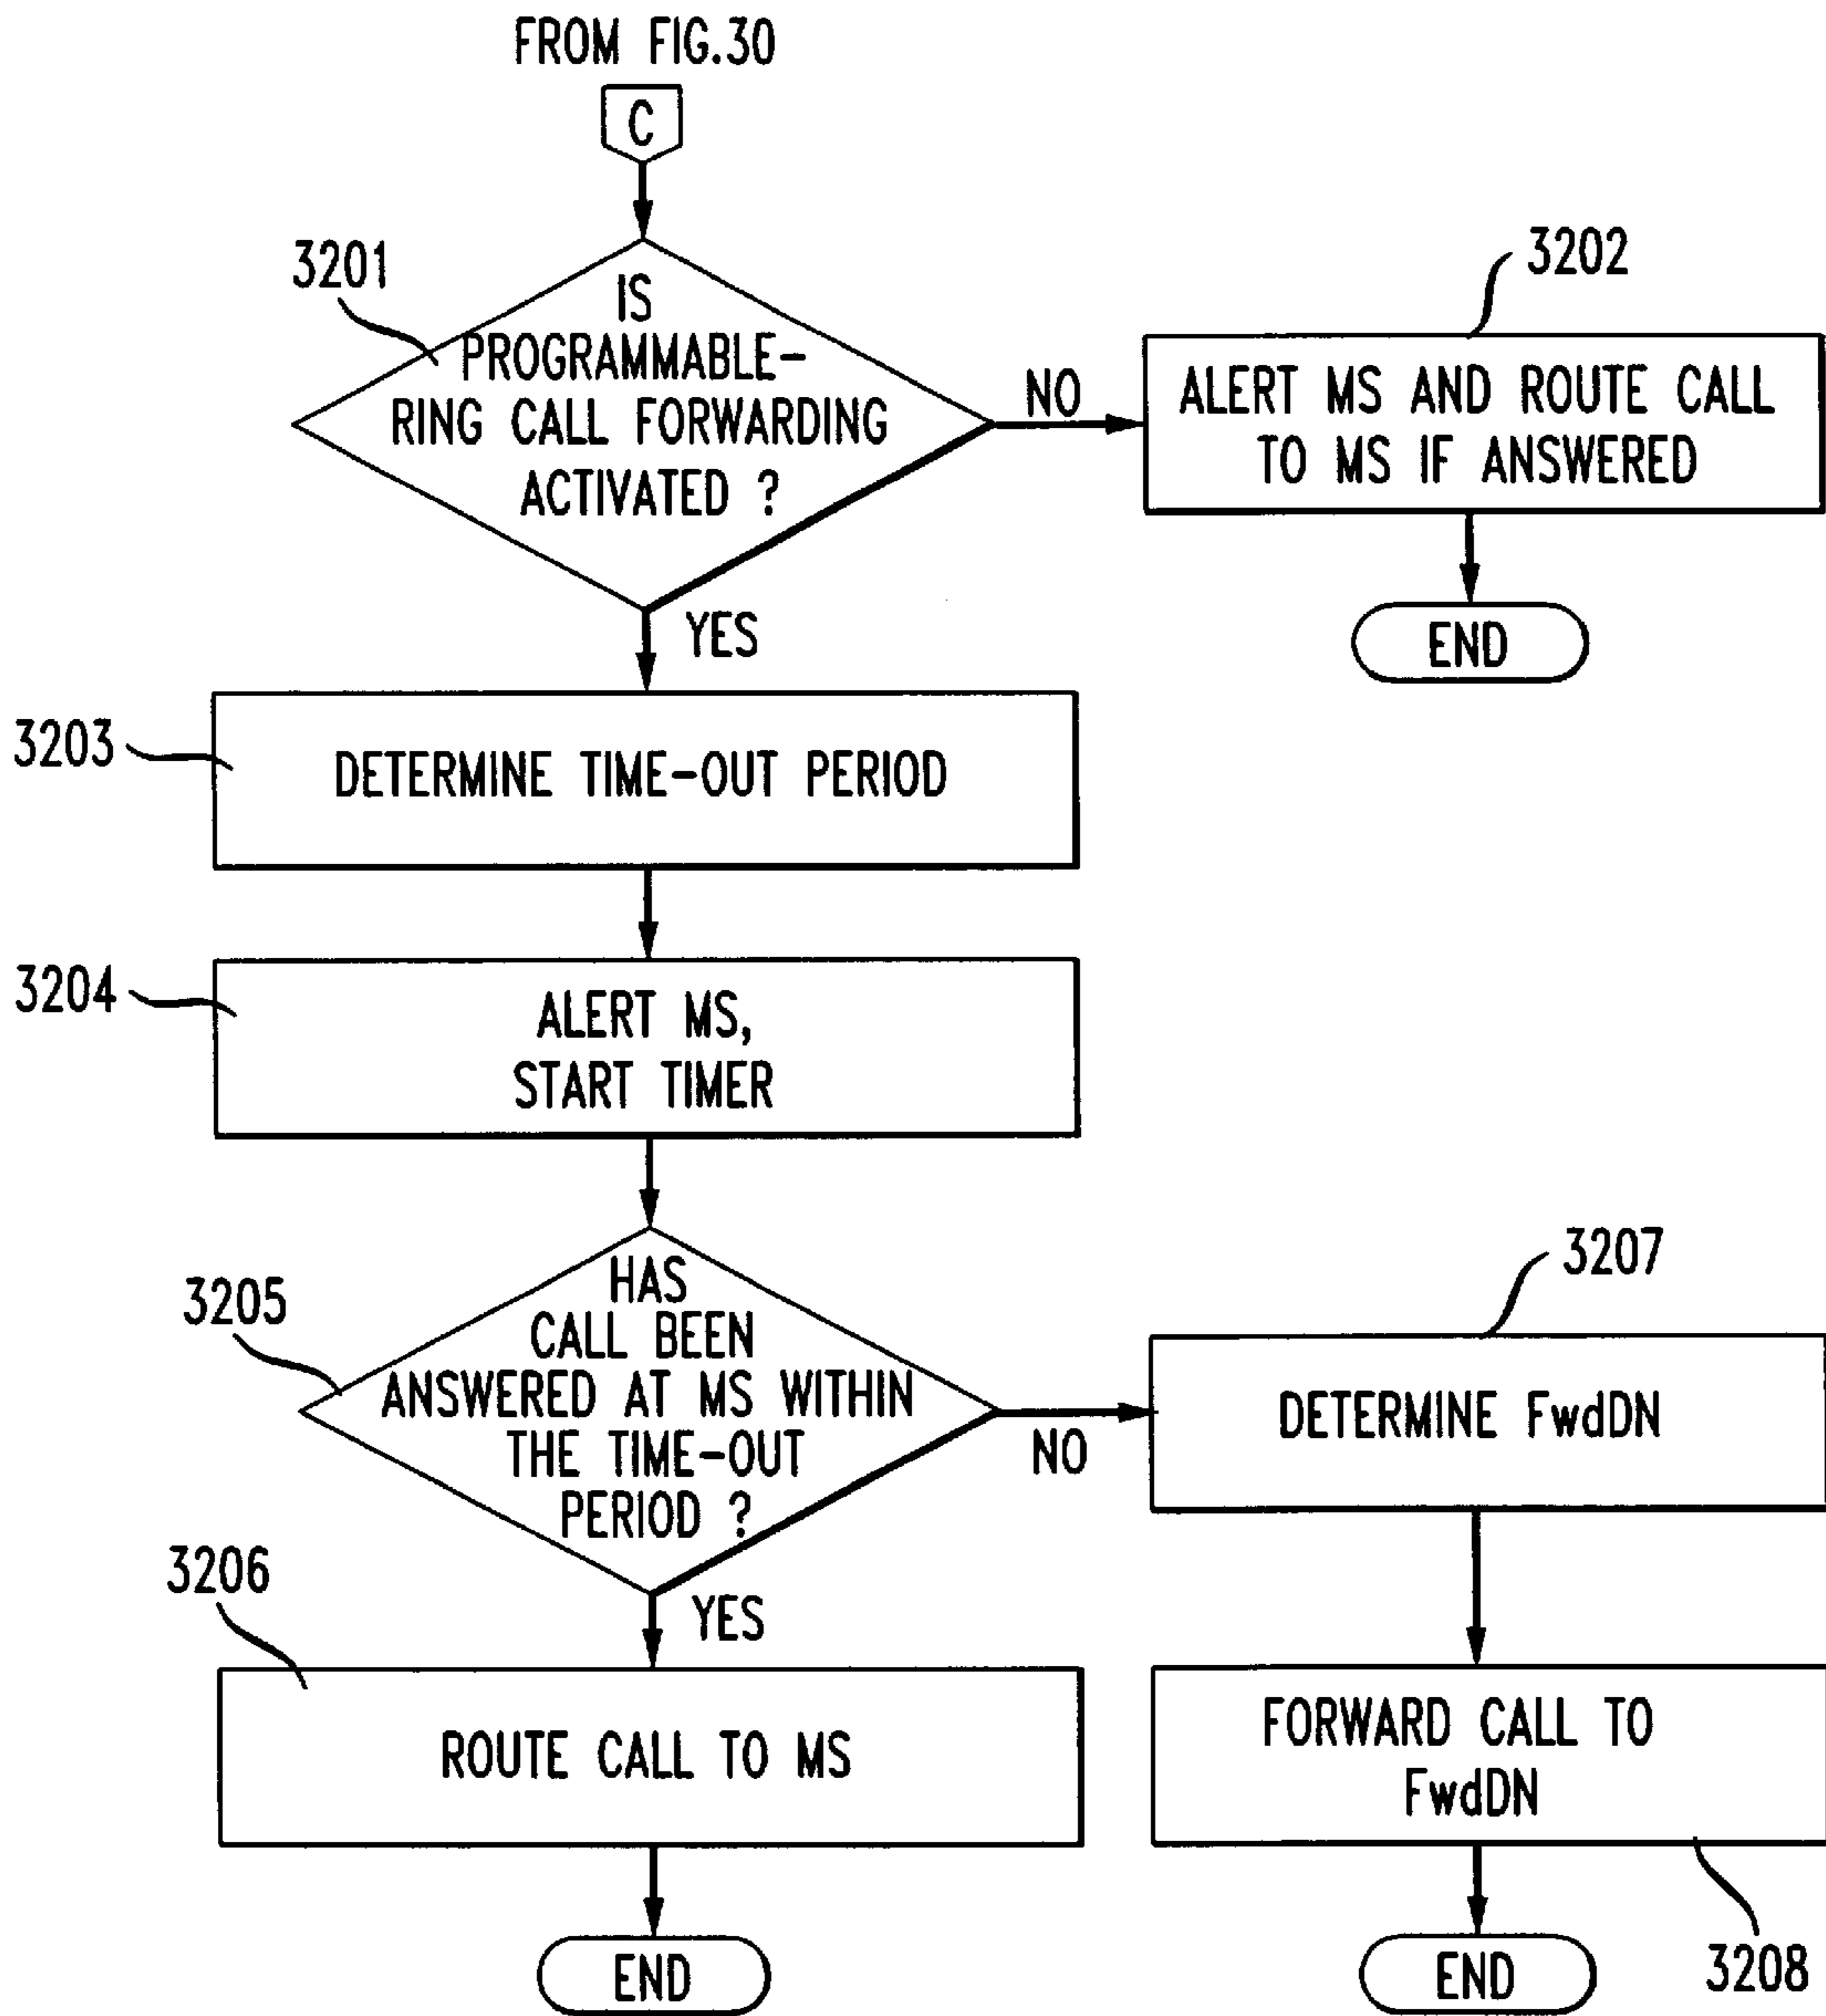 FROM FIG.30
C
3201
IS
PROGRAMMABLE-
RING CALL FORWARDING
ACTIVATED ?
NO
YES
3202
ALERT MS AND ROUTE CALL
TO MS IF ANSWERED
END
3203
DETERMINE TIME-OUT PERIOD
3204
ALERT MS,
START TIMER
3205
HAS
CALL BEEN
ANSWERED AT MS WITHIN
THE TIME-OUT
PERIOD ?
NO
YES
3207
DETERMINE FwdDN
3206
ROUTE CALL TO MS
END
FORWARD CALL TO
FwdDN
3208
END